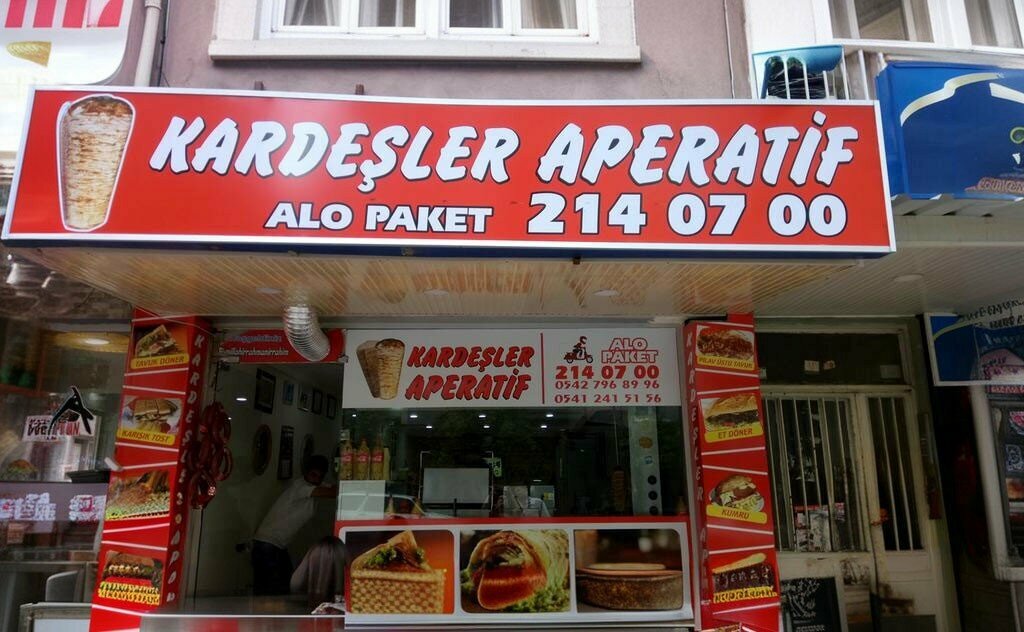 KARDEŞLER APERATİF
ALO PAKET 214 07 00
KARDEŞLER
APERATİF
ALO
PAKET
214 07 00
0542 796 89 96
0541 241 51 56
TAVUK DÖNER
KARIŞIK TOST
PİLAV ÜSTÜ TAVUK
ET DÖNER
KUMRU